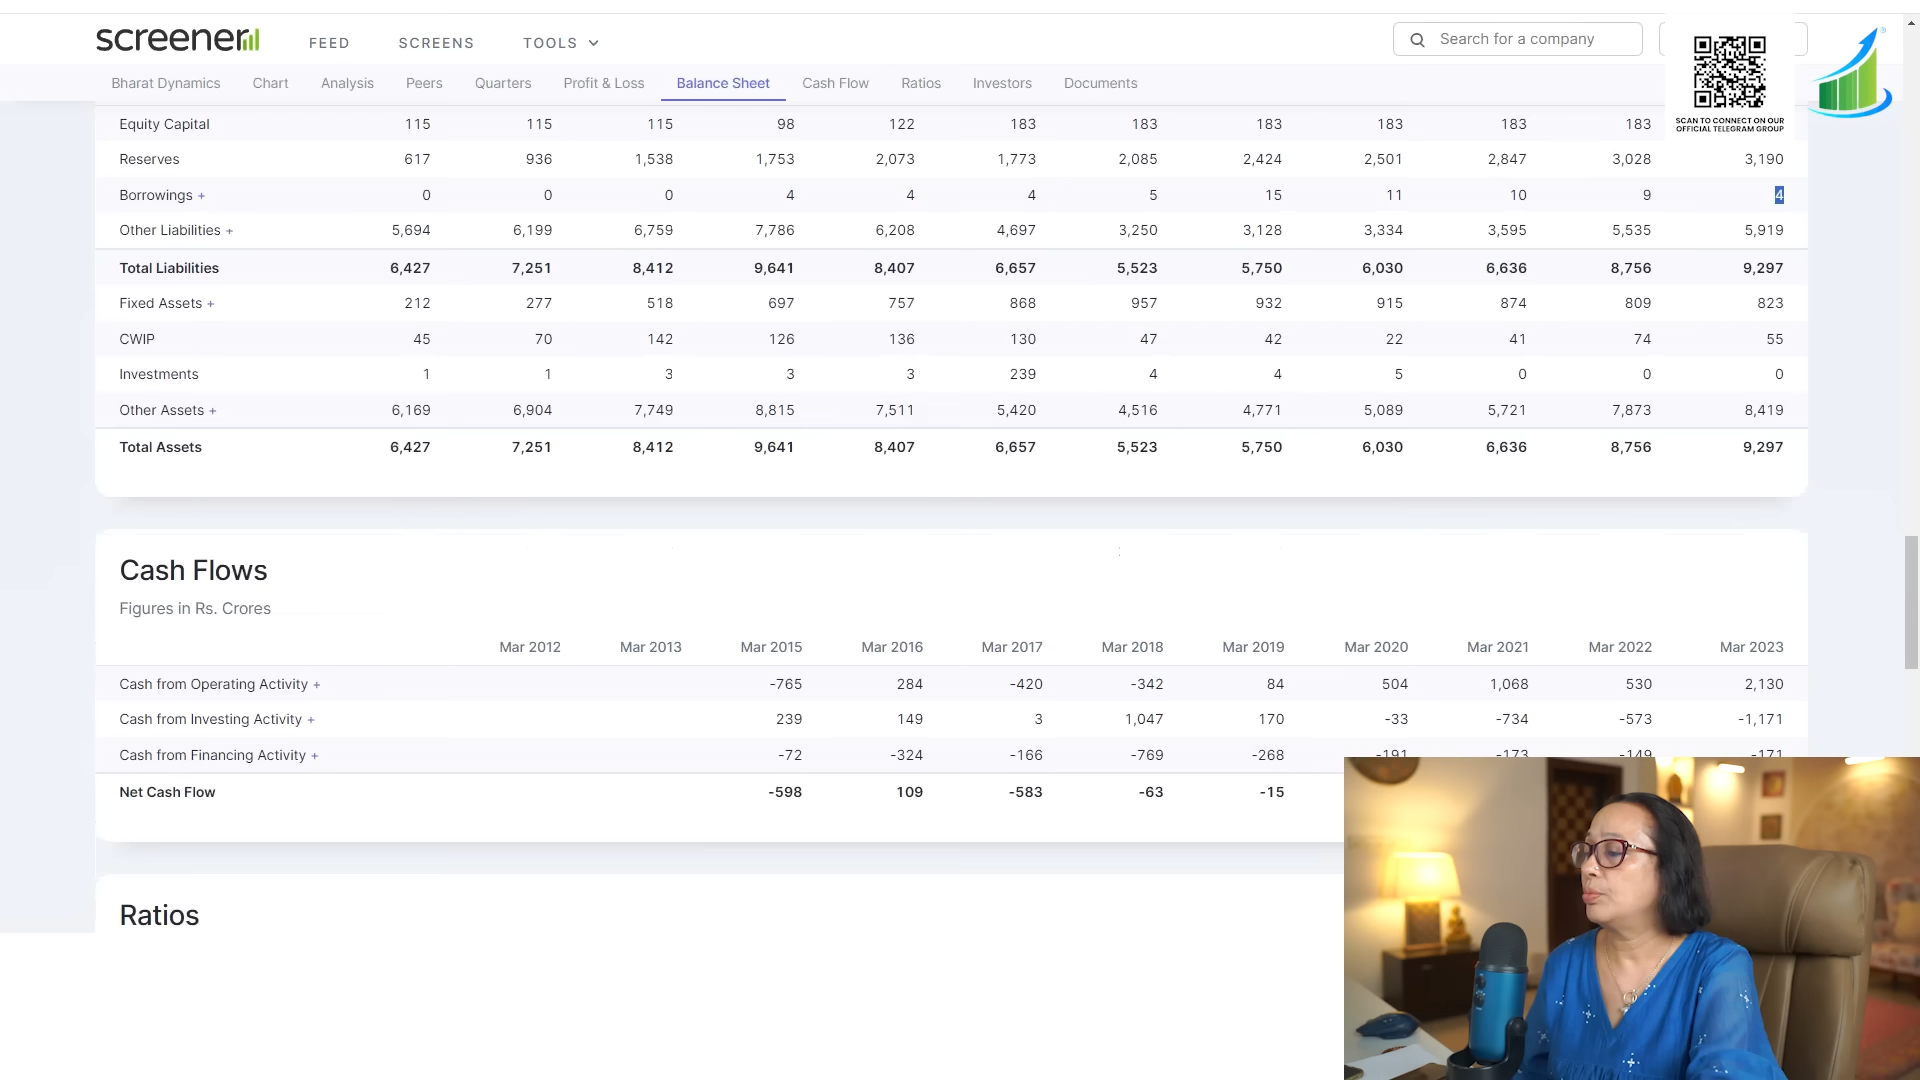 screener
FEED SCREENS TOOLS
Search for a company
Bharat Dynamics Chart Analysis Peers Quarters Profit & Loss Balance Sheet Cash Flow Ratios Investors Documents
SCAN TO CONNECT ON OUR
OFFICIAL TELEGRAM GROUP
Equity Capital 115 115 115 98 122 183 183 183 183 183 183
Reserves 617 936 1,538 1,753 2,073 1,773 2,085 2,424 2,501 2,847 3,028 3,190
Borrowings + 0 0 0 4 4 4 5 15 11 10 9 4
Other Liabilities + 5,694 6,199 6,759 7,786 6,208 4,697 3,250 3,128 3,334 3,595 5,535 5,919
Total Liabilities 6,427 7,251 8,412 9,641 8,407 6,657 5,523 5,750 6,030 6,636 8,756 9,297
Fixed Assets + 212 277 518 697 757 868 957 932 915 874 809 823
CWIP 45 70 142 126 136 130 47 42 22 41 74 55
Investments 1 1 3 3 3 239 4 4 5 0 0 0
Other Assets + 6,169 6,904 7,749 8,815 7,511 5,420 4,516 4,771 5,089 5,721 7,873 8,419
Total Assets 6,427 7,251 8,412 9,641 8,407 6,657 5,523 5,750 6,030 6,636 8,756 9,297
Cash Flows
Figures in Rs. Crores
Mar 2012 Mar 2013 Mar 2015 Mar 2016 Mar 2017 Mar 2018 Mar 2019 Mar 2020 Mar 2021 Mar 2022 Mar 2023
Cash from Operating Activity + -765 284 -420 -342 84 504 1,068 530 2,130
Cash from Investing Activity + 239 149 3 1,047 170 -33 -734 -573 -1,171
Cash from Financing Activity + -72 -324 -166 -769 -268 -191 -173 -149 -171
Net Cash Flow -598 109 -583 -63 -15
Ratios